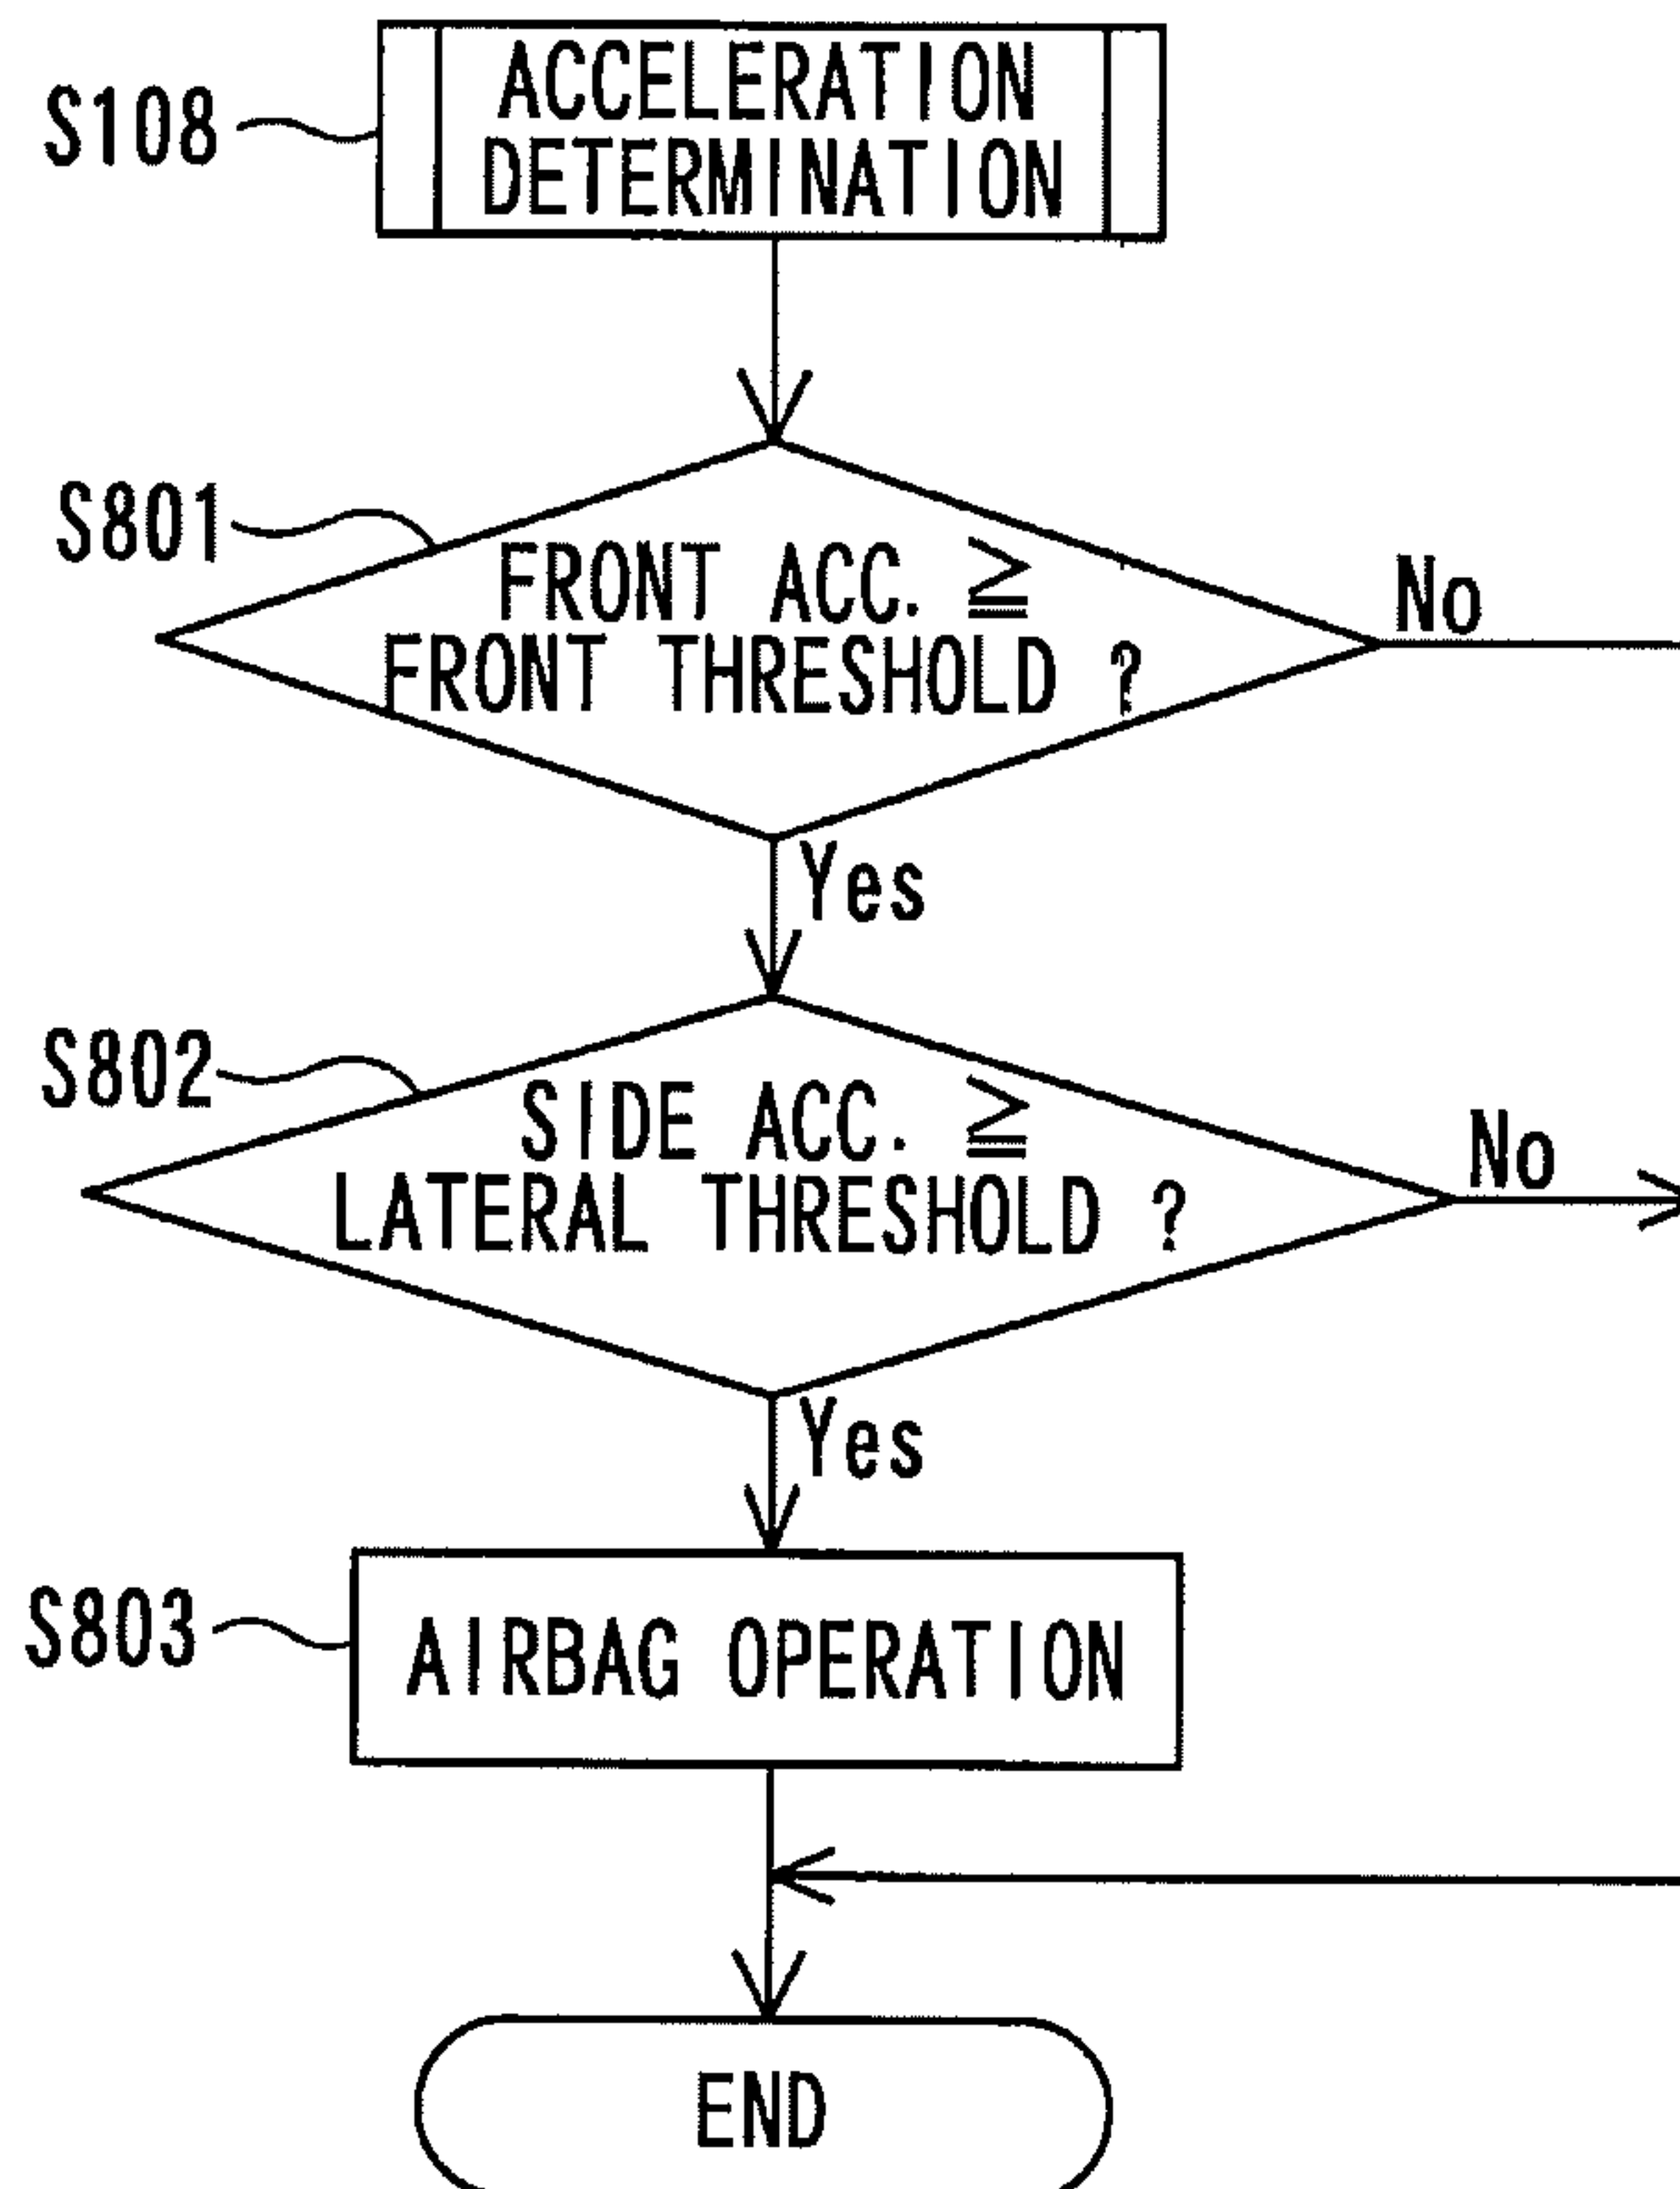 S108
ACCELERATION
DETERMINATION
S801
FRONT ACC. ≧
FRONT THRESHOLD ?
No
Yes
S802
SIDE ACC. ≧
LATERAL THRESHOLD ?
No
Yes
S803
AIRBAG OPERATION
END